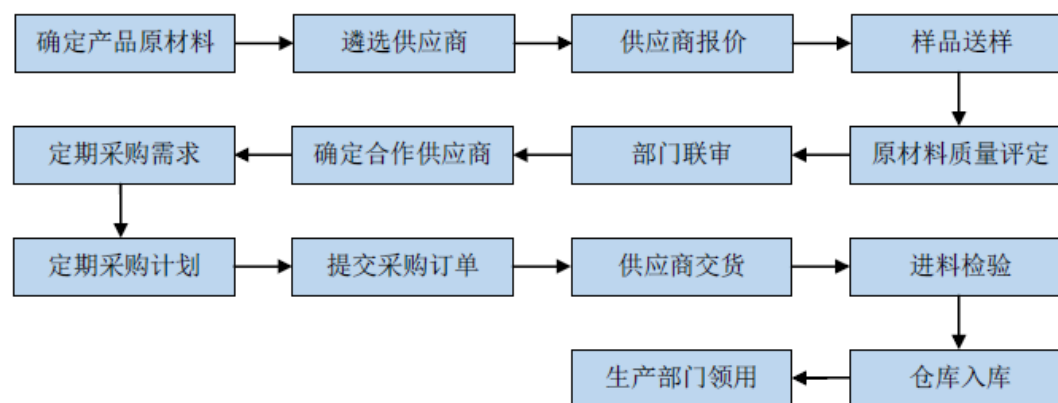 确定产品原材料
遴选供应商
供应商报价
样品送样
原材料质量评定
部门联审
确定合作供应商
定期采购需求
定期采购计划
提交采购订单
供应商交货
进料检验
仓库入库
生产部门领用